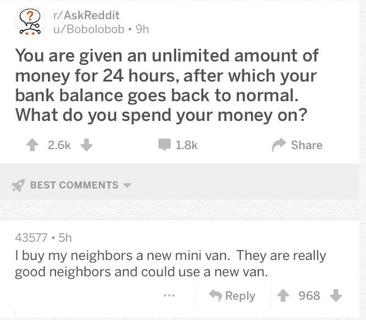 r/AskReddit
u/Bobolobob • 9h
You are given an unlimited amount of
money for 24 hours, after which your
bank balance goes back to normal.
What do you spend your money on?
2.6k 1.8k Share
BEST COMMENTS
43577 • 5h
I buy my neighbors a new mini van. They are really
good neighbors and could use a new van.
... Reply 968